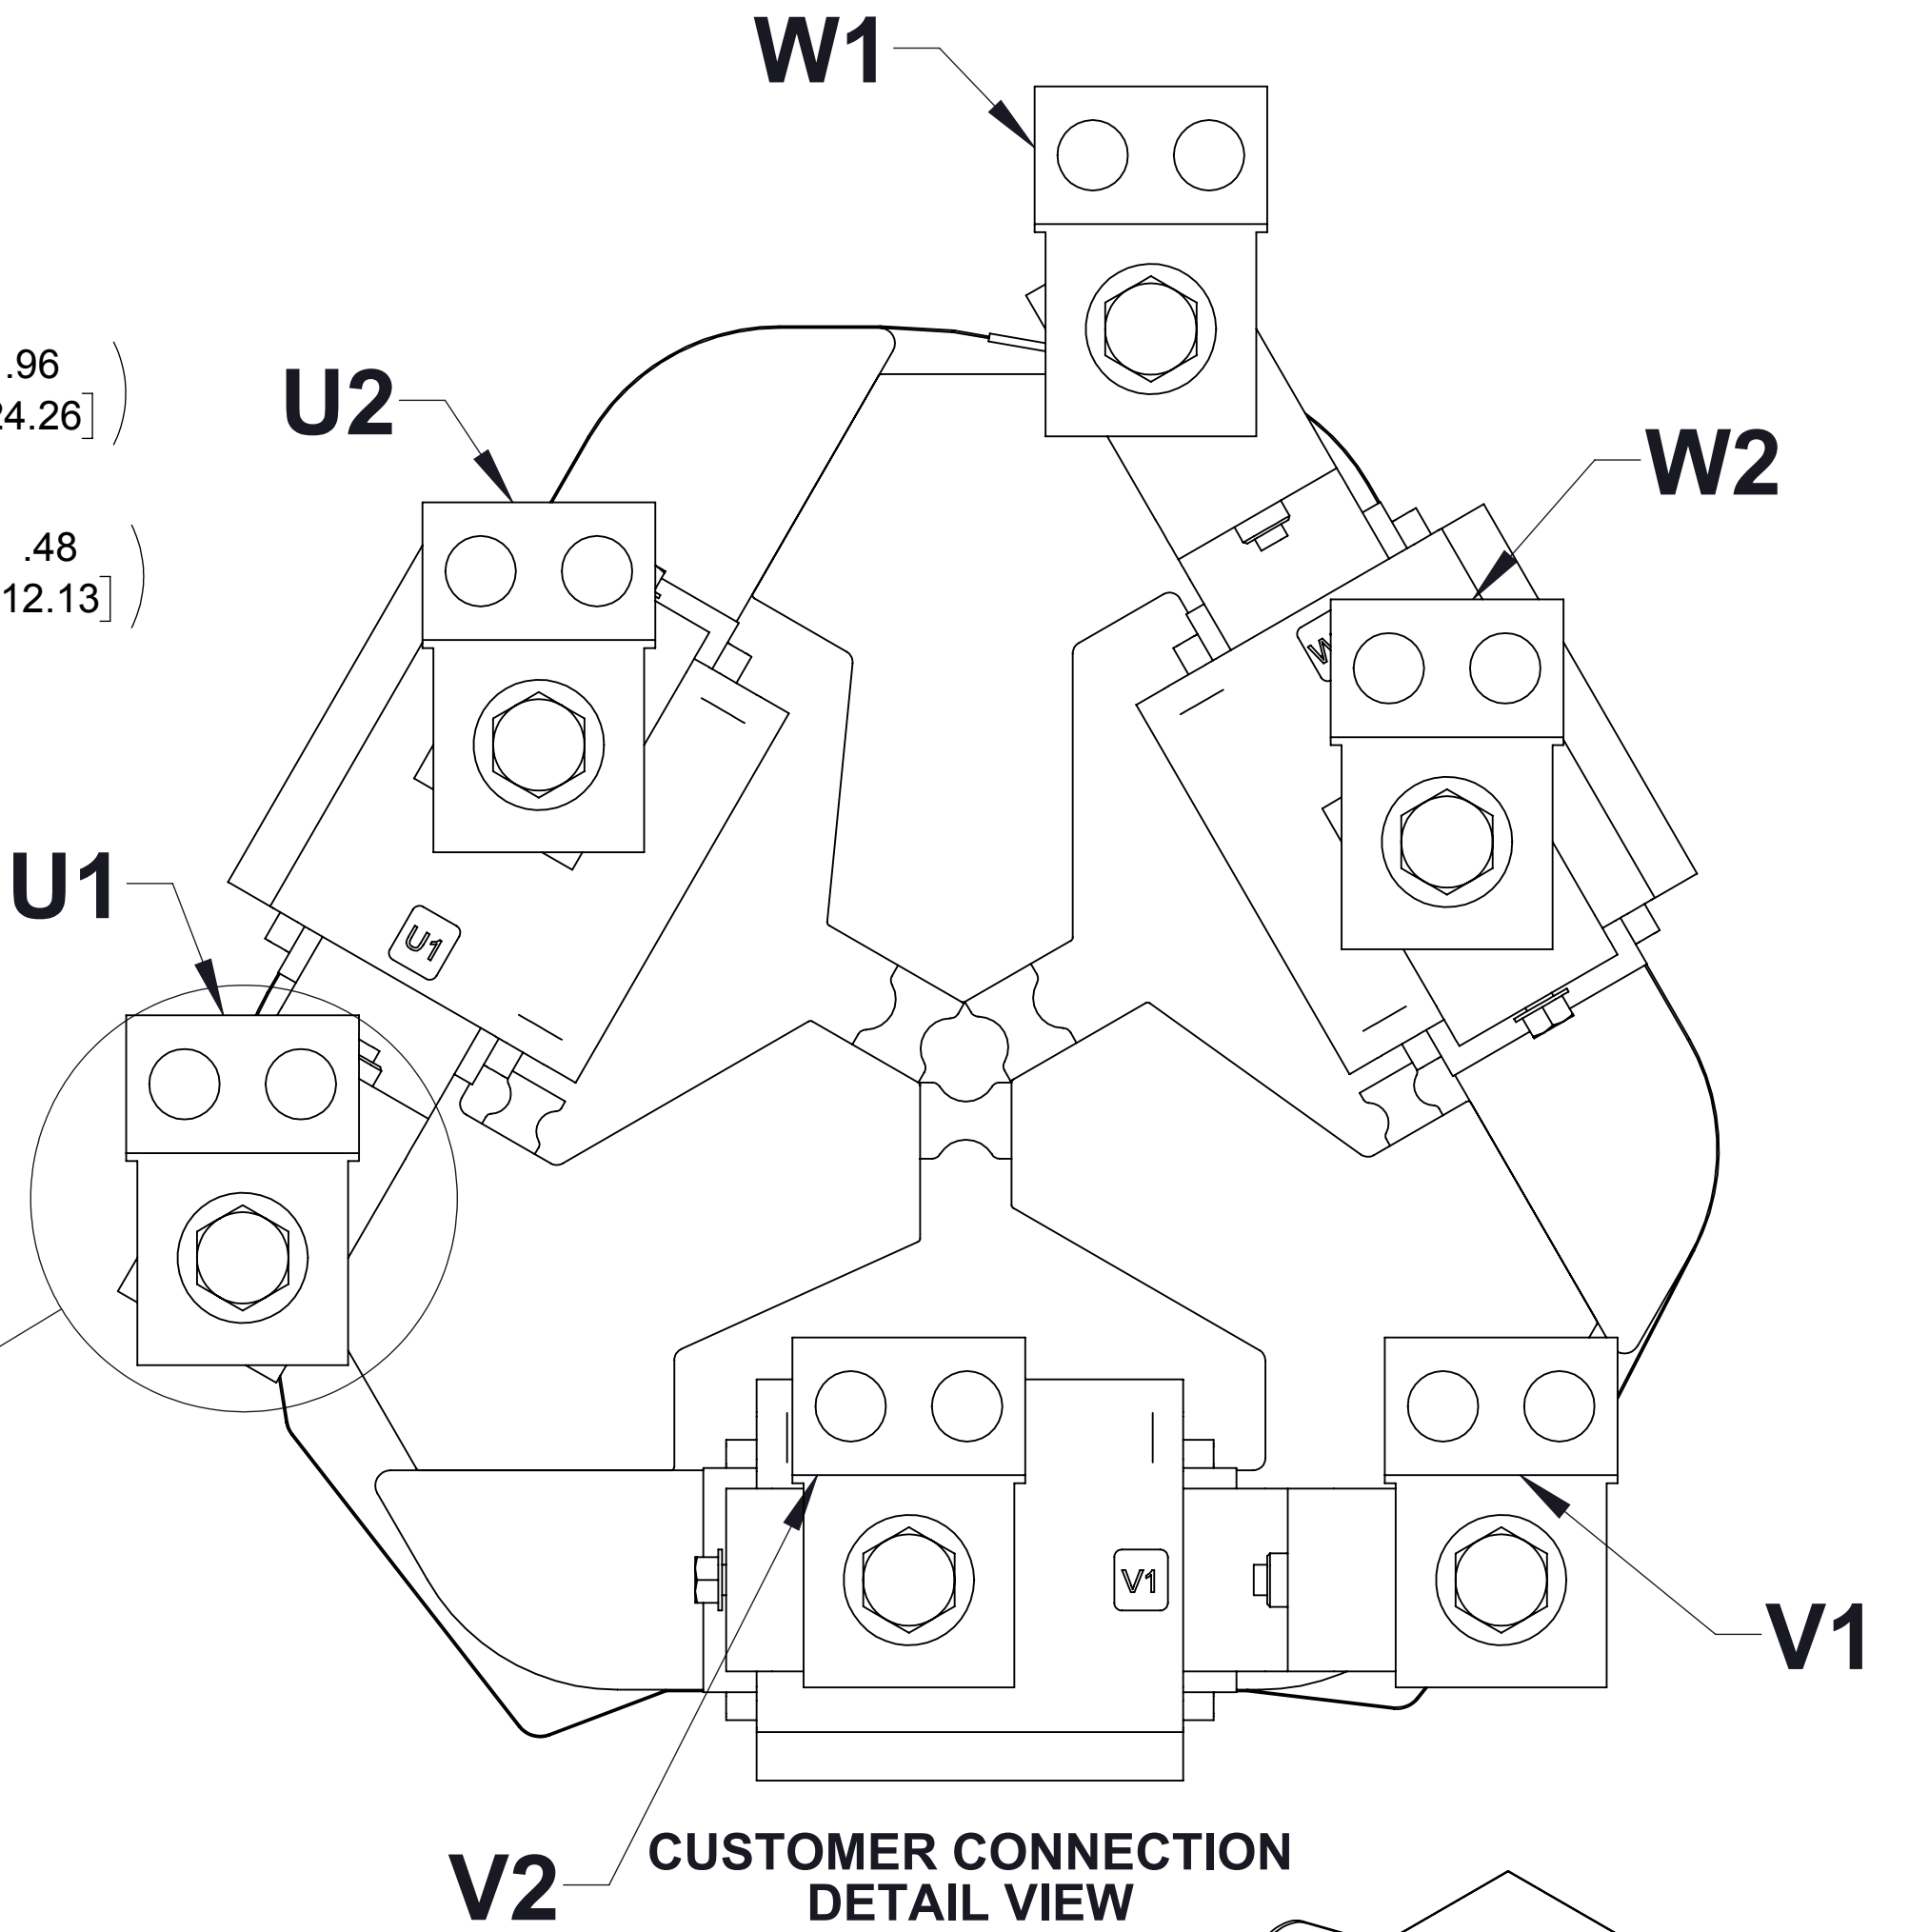 W1
.96
24.26]
U2
W2
.48
12.13]
W
U1
U1
V1
V1
V2
CUSTOMER CONNECTION
DETAIL VIEW